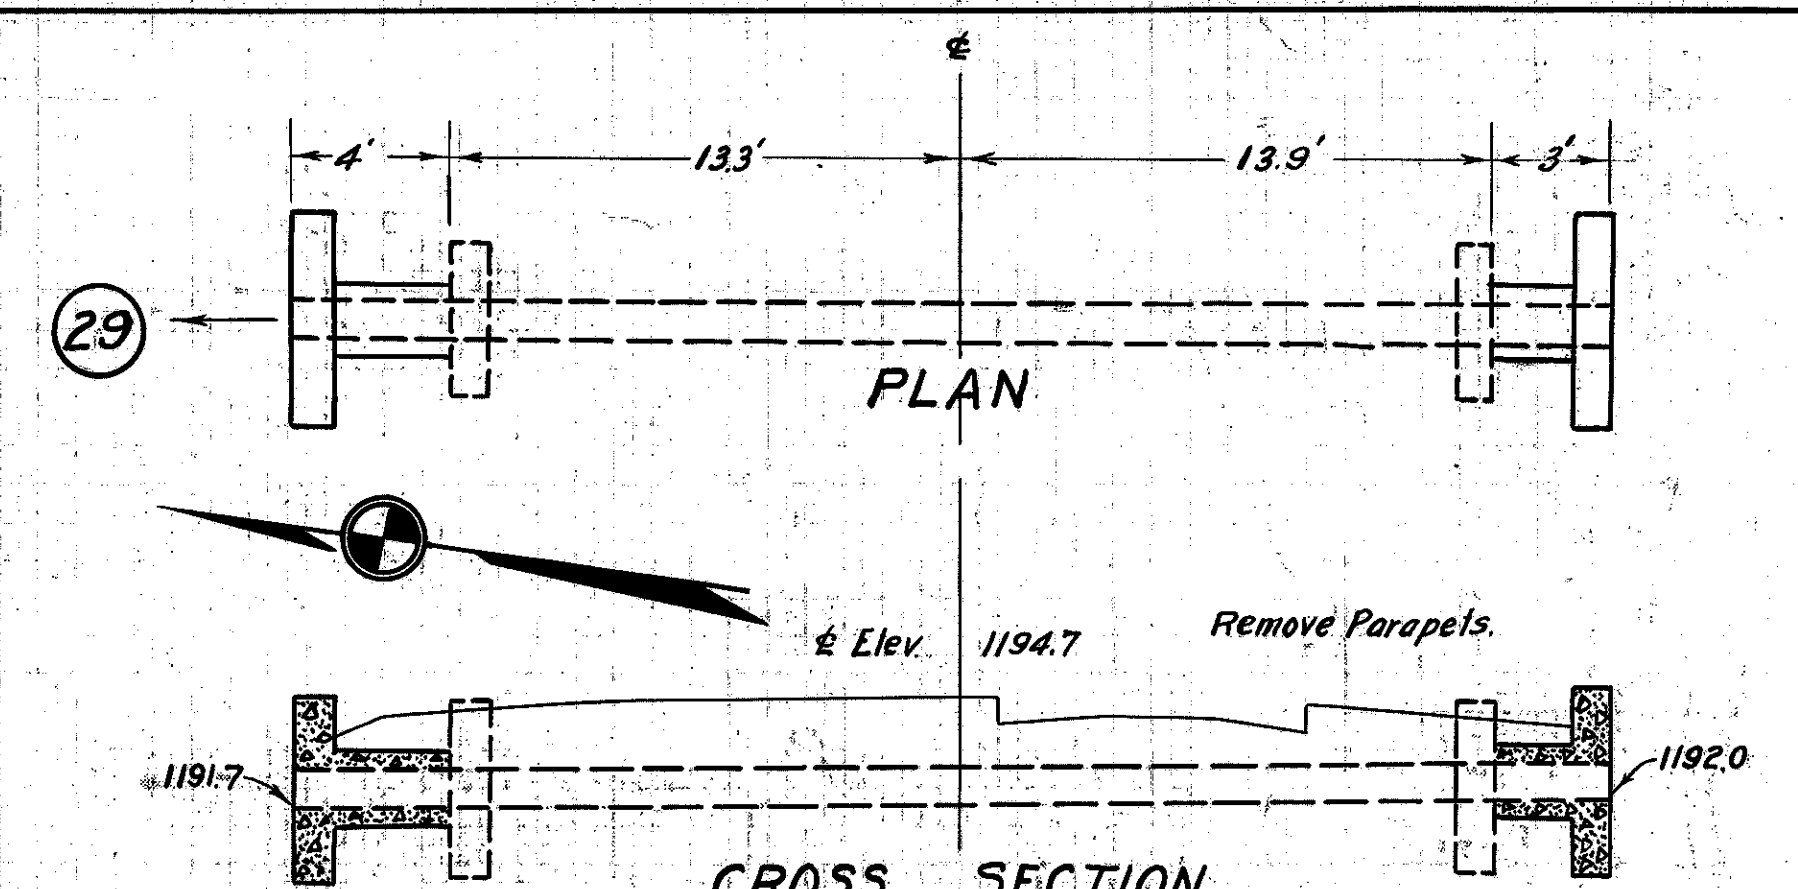 ℄
4' 13.3' 13.9' 3'
29
PLAN
℄ Elev. 1194.7
Remove Parapets.
1191.7
1192.0
CROSS SECTION